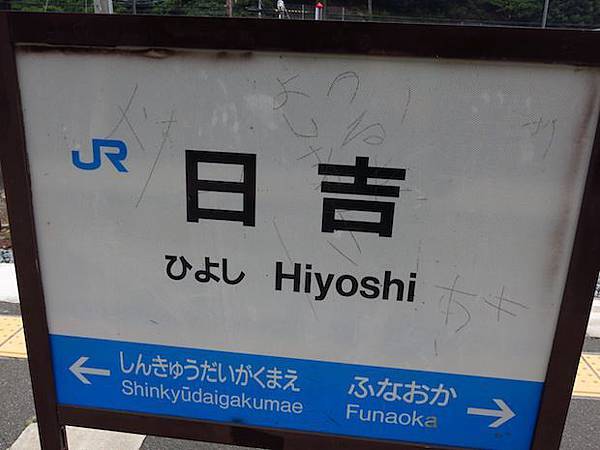 JR
日吉
ひよし Hiyoshi
← しんきゅうだいがくまえ
Shinkyūdaigakumae
ふなおか →
Funaoka